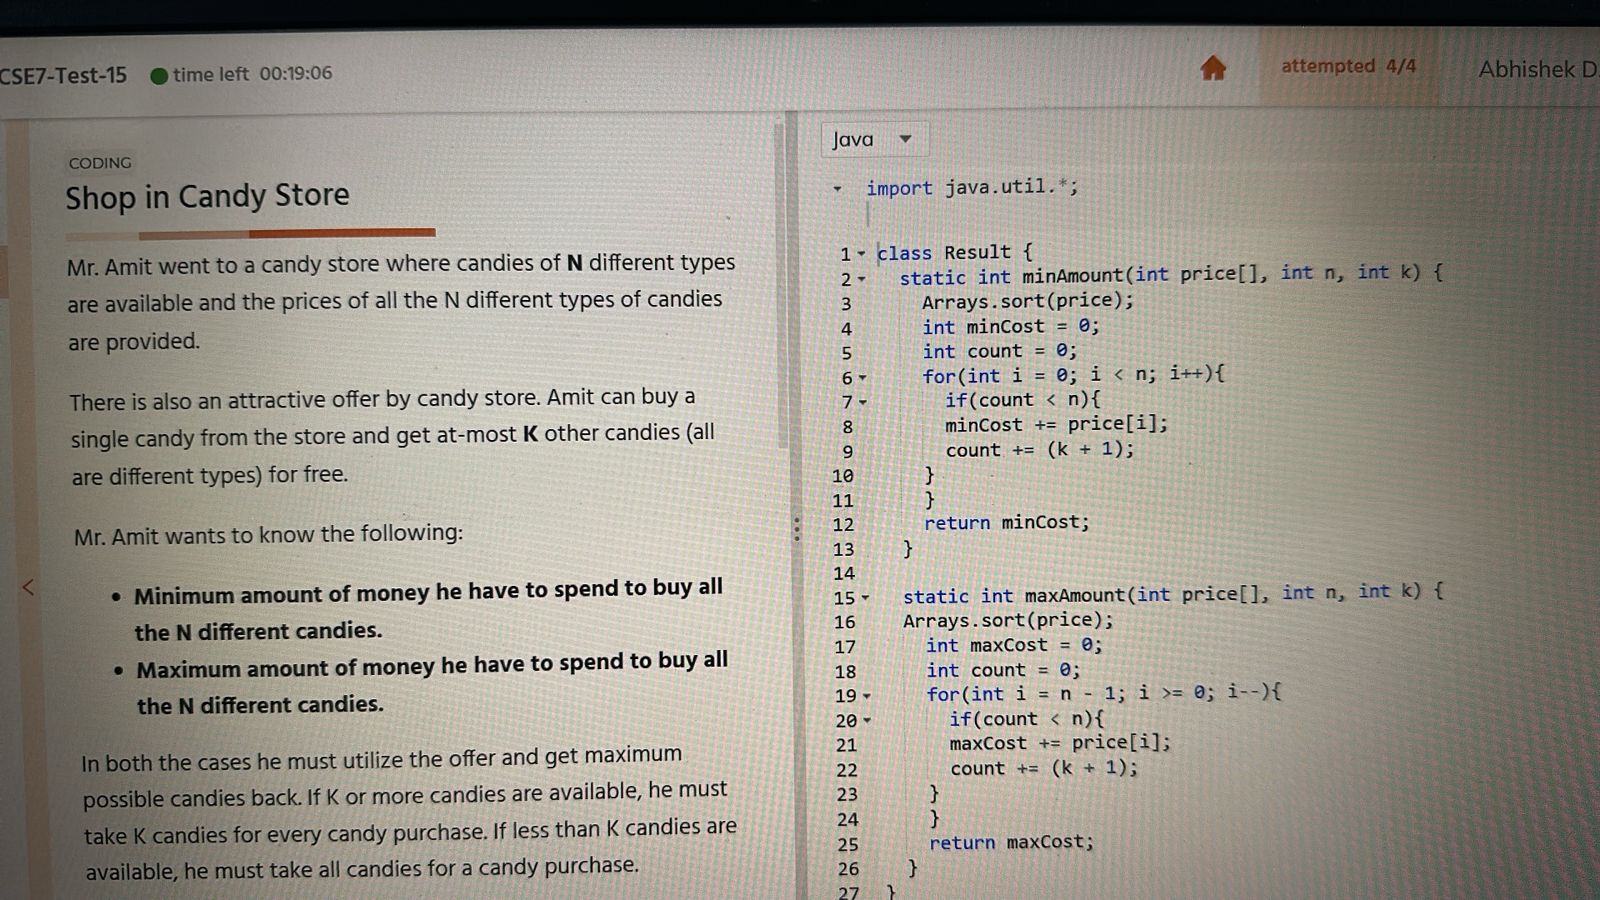 CSE7-Test-15 time left 00:19:06 attempted 4/4 Abhishek D
CODING
Shop in Candy Store
Mr. Amit went to a candy store where candies of N different types
are available and the prices of all the N different types of candies
are provided.
There is also an attractive offer by candy store. Amit can buy a
single candy from the store and get at-most K other candies (all
are different types) for free.
Mr. Amit wants to know the following:
• Minimum amount of money he have to spend to buy all
the N different candies.
• Maximum amount of money he have to spend to buy all
the N different candies.
In both the cases he must utilize the offer and get maximum
possible candies back. If K or more candies are available, he must
take K candies for every candy purchase. If less than K candies are
available, he must take all candies for a candy purchase.
Java
import java.util.*;
1 class Result {
2 static int minAmount(int price[], int n, int k) {
3 Arrays.sort(price);
4 int minCost = 0;
5 int count = 0;
6 for(int i = 0; i < n; i++){
7 if(count < n){
8 minCost += price[i];
9 count += (k + 1);
10 }
11 }
12 return minCost;
13 }
14
15 static int maxAmount(int price[], int n, int k) {
16 Arrays.sort(price);
17 int maxCost = 0;
18 int count = 0;
19 for(int i = n - 1; i >= 0; i--){
20 if(count < n){
21 maxCost += price[i];
22 count += (k + 1);
23 }
24 }
25 return maxCost;
26 }
27 }